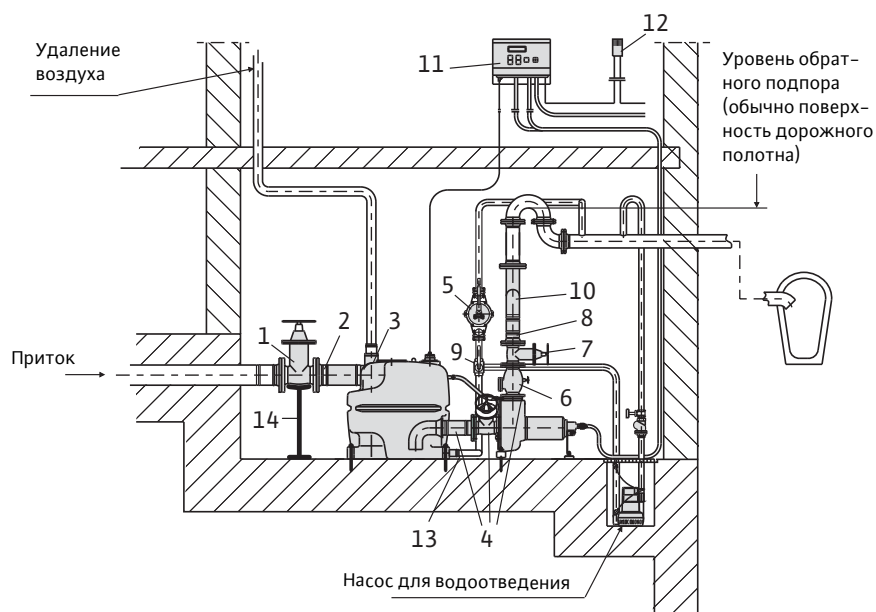 Удаление
воздуха
11
12
Уровень обрат–
ного подпора
(обычно поверх–
ность дорожного
полотна)
5
10
1
2
3
8
9
7
Приток
6
14
13
4
Насос для водоотведения